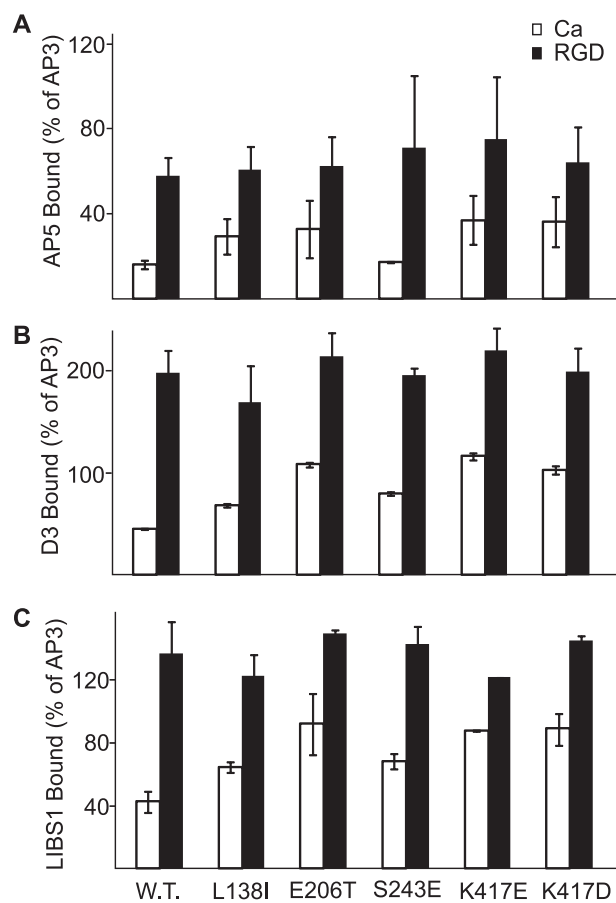 A
120
80
40
AP5 Bound (% of AP3)
Ca
RGD
B
200
100
D3 Bound (% of AP3)
C
120
80
40
LIBS1 Bound (% of AP3)
W.T. L138I E206T S243E K417E K417D